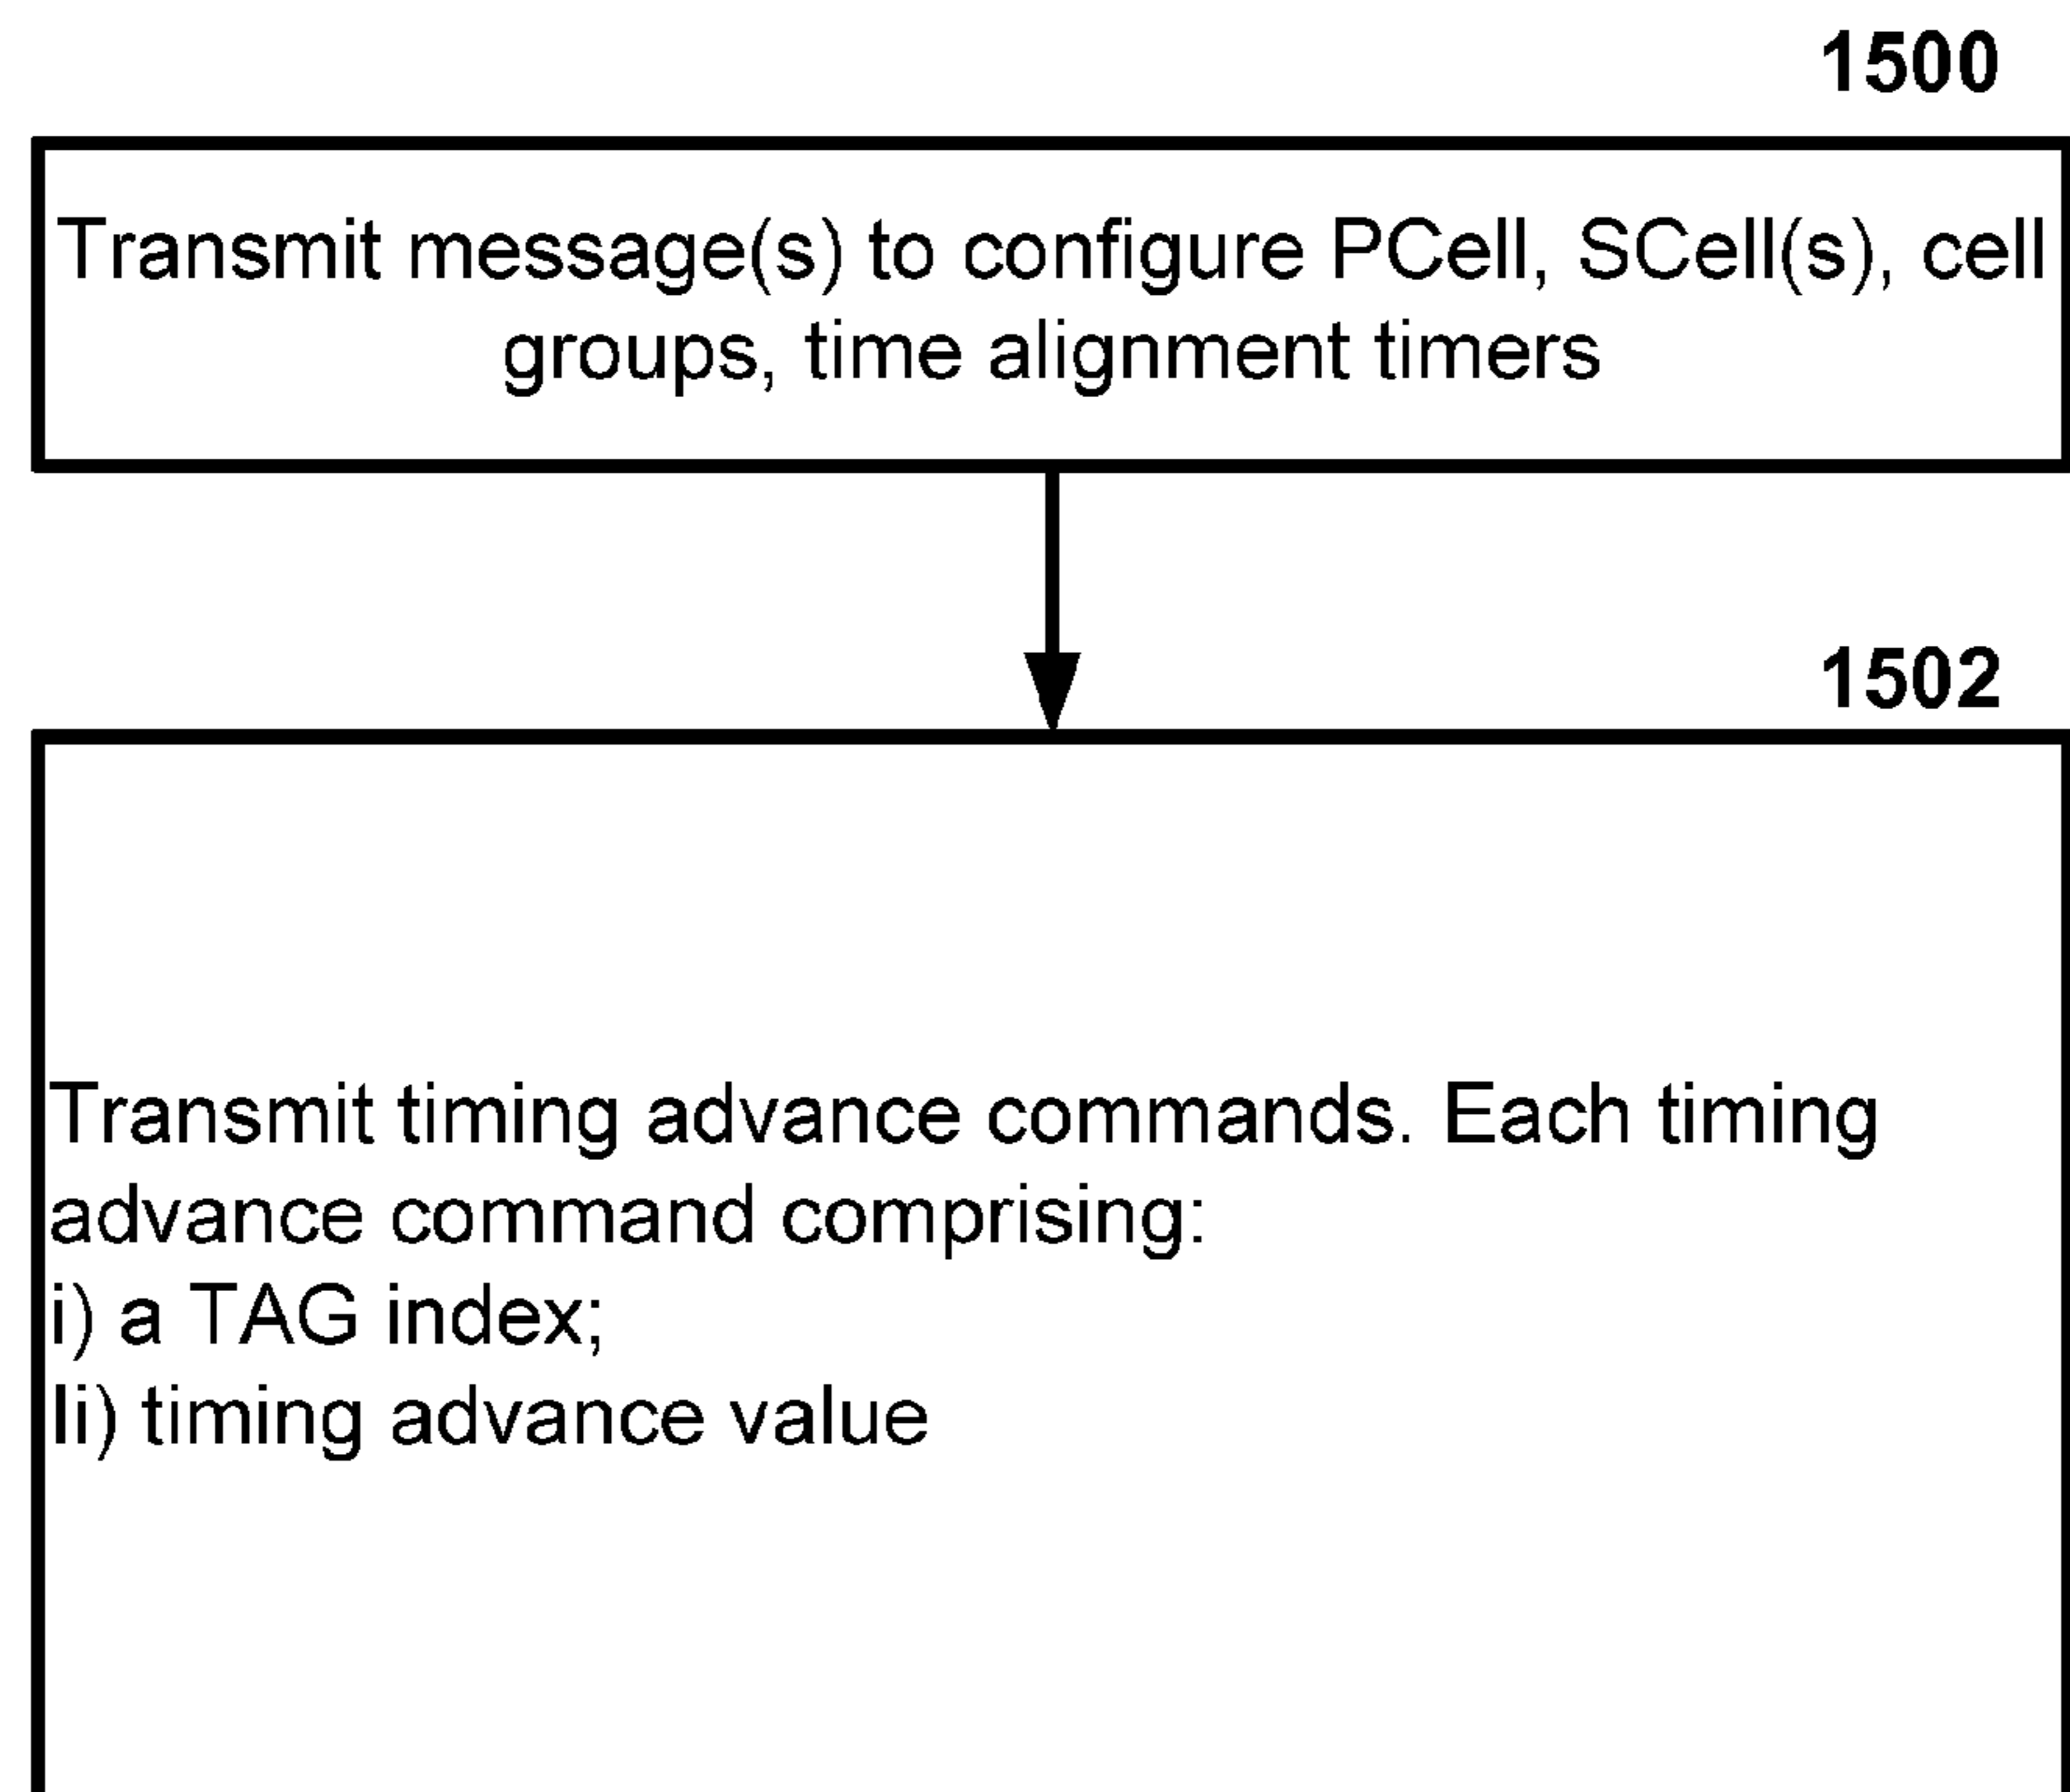 1500
Transmit message(s) to configure PCell, SCell(s), cell
groups, time alignment timers
1502
Transmit timing advance commands. Each timing
advance command comprising:
i) a TAG index;
Ii) timing advance value